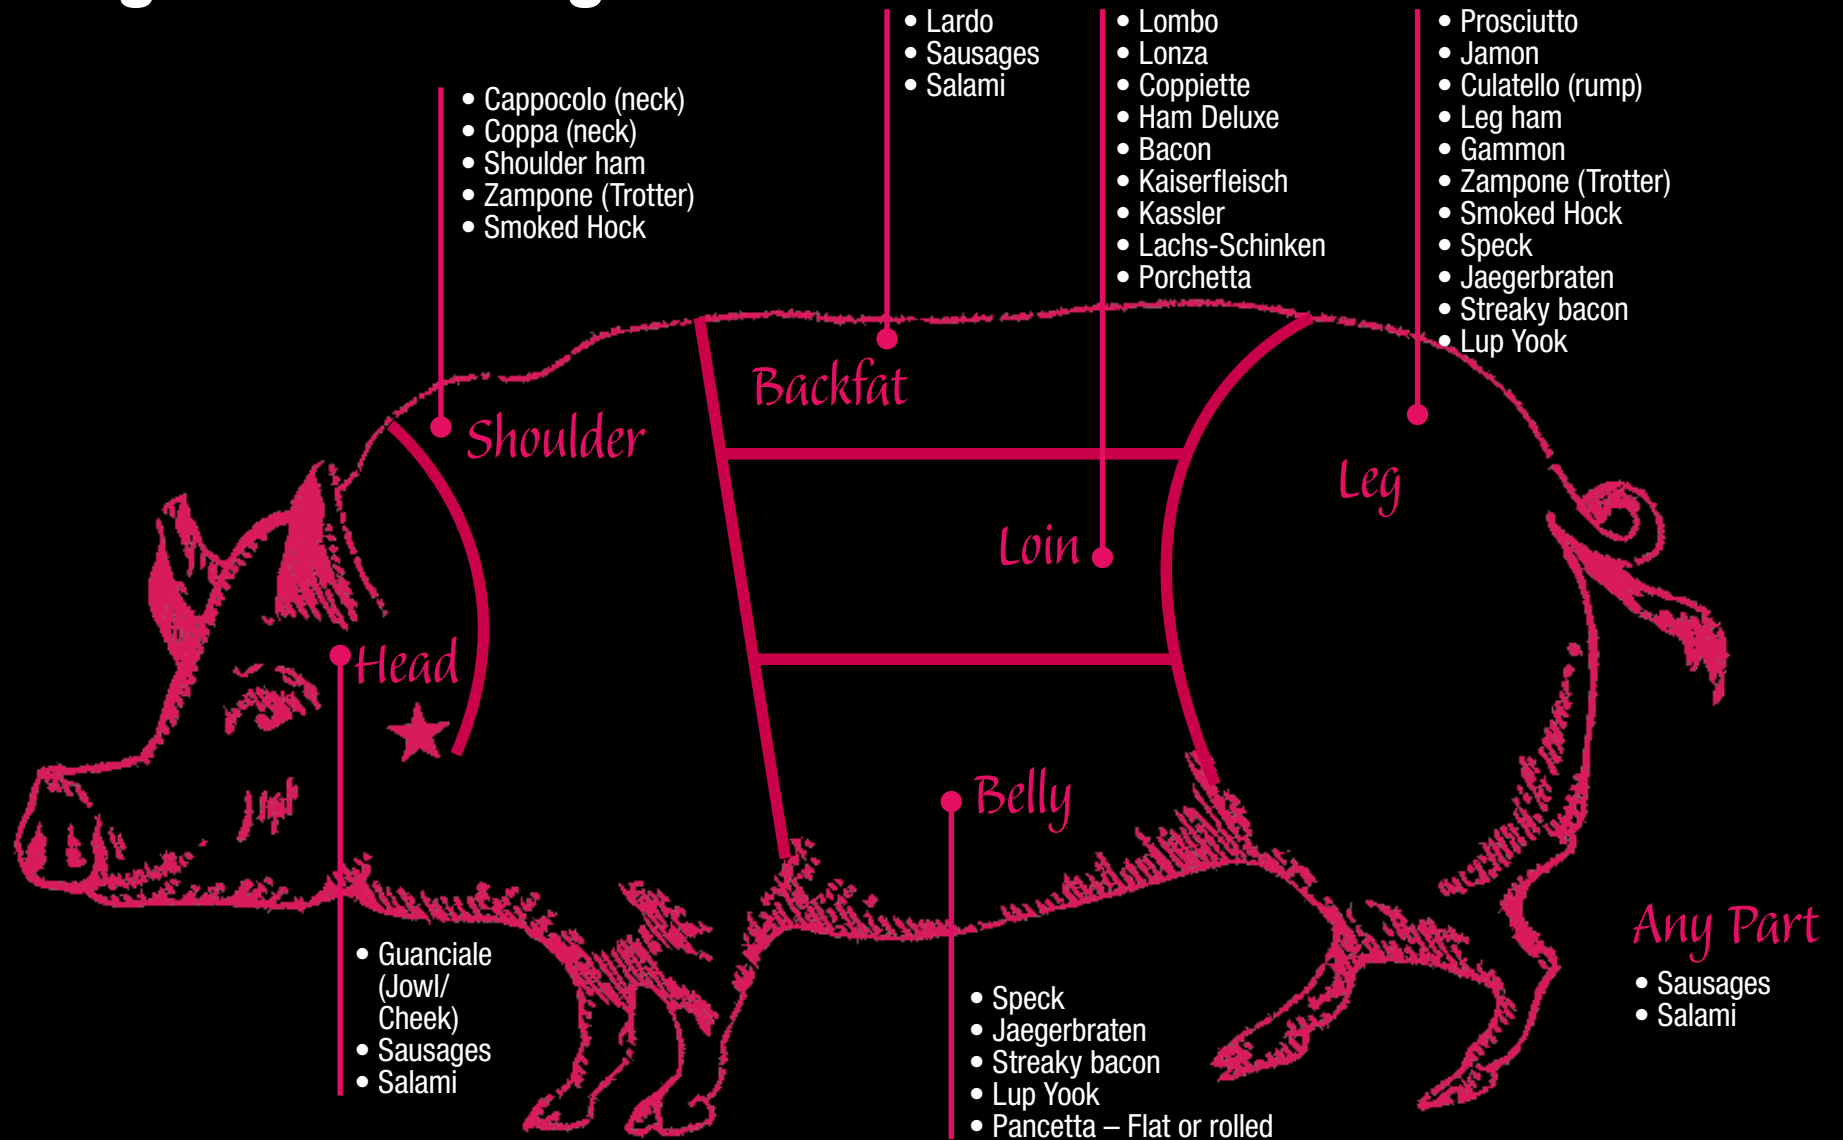 • Cappocolo (neck)
• Coppa (neck)
• Shoulder ham
• Zampone (Trotter)
• Smoked Hock
• Lardo
• Sausages
• Salami
• Lombo
• Lonza
• Coppiette
• Ham Deluxe
• Bacon
• Kaiserfleisch
• Kassler
• Lachs-Schinken
• Porchetta
• Prosciutto
• Jamon
• Culatello (rump)
• Leg ham
• Gammon
• Zampone (Trotter)
• Smoked Hock
• Speck
• Jaegerbraten
• Streaky bacon
• Lup Yook
Shoulder
Backfat
Loin
Leg
Head
Belly
• Guanciale
(Jowl/
Cheek)
• Sausages
• Salami
• Speck
• Jaegerbraten
• Streaky bacon
• Lup Yook
• Pancetta – Flat or rolled
Any Part
• Sausages
• Salami